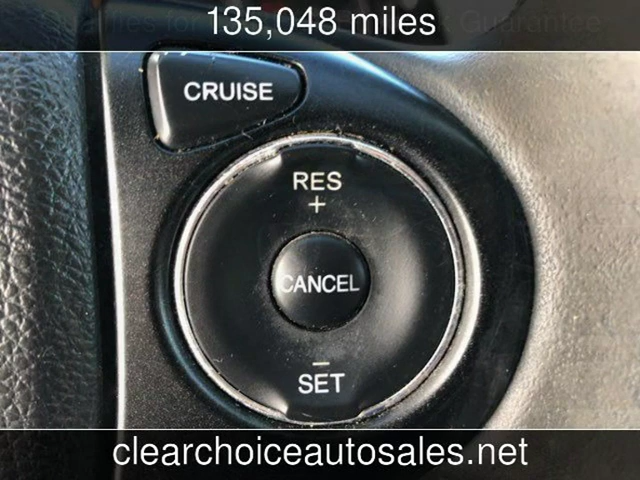 135,048 miles
CRUISE
RES
+
CANCEL
–
SET
clearchoiceautosales.net